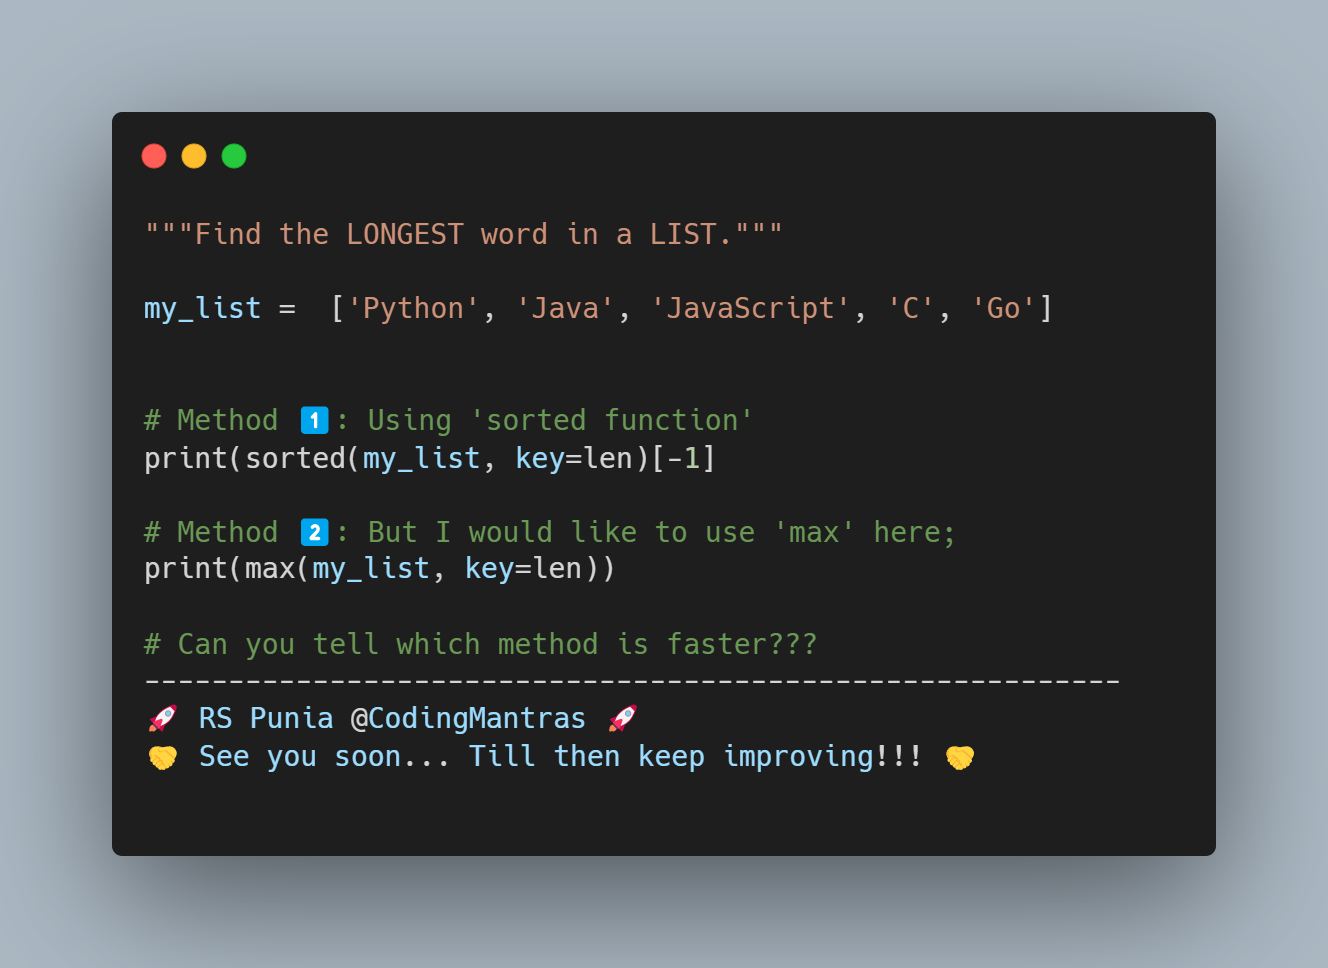 """Find the LONGEST word in a LIST."""
my_list =  ['Python', 'Java', 'JavaScript', 'C', 'Go']
# Method 1️⃣: Using 'sorted function'
print(sorted(my_list, key=len)[-1]
# Method 2️⃣: But I would like to use 'max' here;
print(max(my_list, key=len))
# Can you tell which method is faster???
----------------------------------------------------------
🚀 RS Punia @CodingMantras 🚀
🤝 See you soon... Till then keep improving!!! 🤝